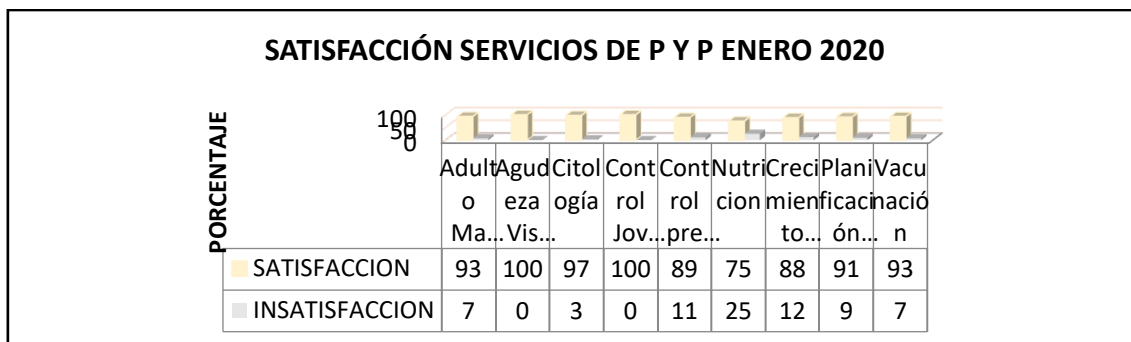 SATISFACCIÓN SERVICIOS DE P Y P ENERO 2020
PORCENTAJE
100
50
0
Adulto Ma... Agudeza Vis... Citología Control Jov... Control pre... Nutricion Crecimiento... Planificación... Vacunación
SATISFACCION 93 100 97 100 89 75 88 91 93
INSATISFACCION 7 0 3 0 11 25 12 9 7